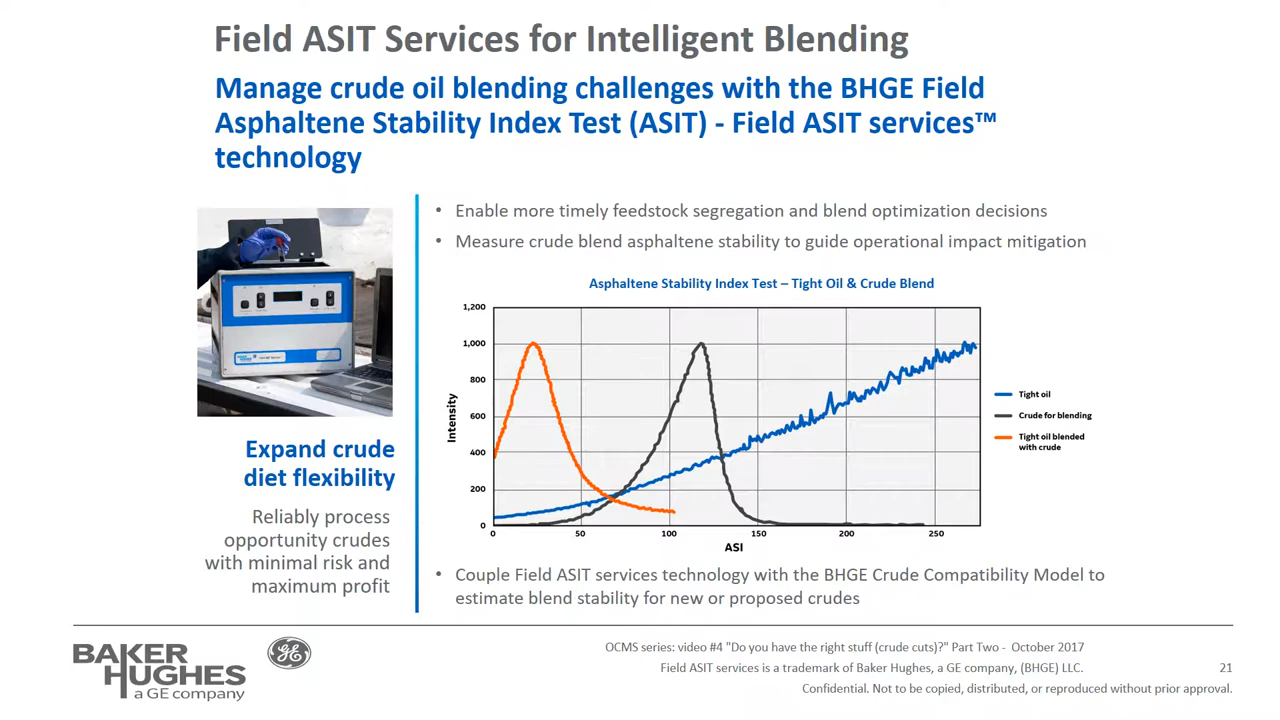 Field ASIT Services for Intelligent Blending
Manage crude oil blending challenges with the BHGE Field
Asphaltene Stability Index Test (ASIT) - Field ASIT services™
technology
• Enable more timely feedstock segregation and blend optimization decisions
• Measure crude blend asphaltene stability to guide operational impact mitigation
Expand crude
diet flexibility
Reliably process
opportunity crudes
with minimal risk and
maximum profit
Asphaltene Stability Index Test – Tight Oil & Crude Blend
Intensity
1,200
1,000
800
600
400
200
0
0 50 100 150 200 250
ASI
Tight oil
Crude for blending
Tight oil blended
with crude
• Couple Field ASIT services technology with the BHGE Crude Compatibility Model to
estimate blend stability for new or proposed crudes
BAKER
HUGHES
a GE company
OCMS series: video #4 "Do you have the right stuff (crude cuts)?" Part Two - October 2017
Field ASIT services is a trademark of Baker Hughes, a GE company, (BHGE) LLC.
21
Confidential. Not to be copied, distributed, or reproduced without prior approval.